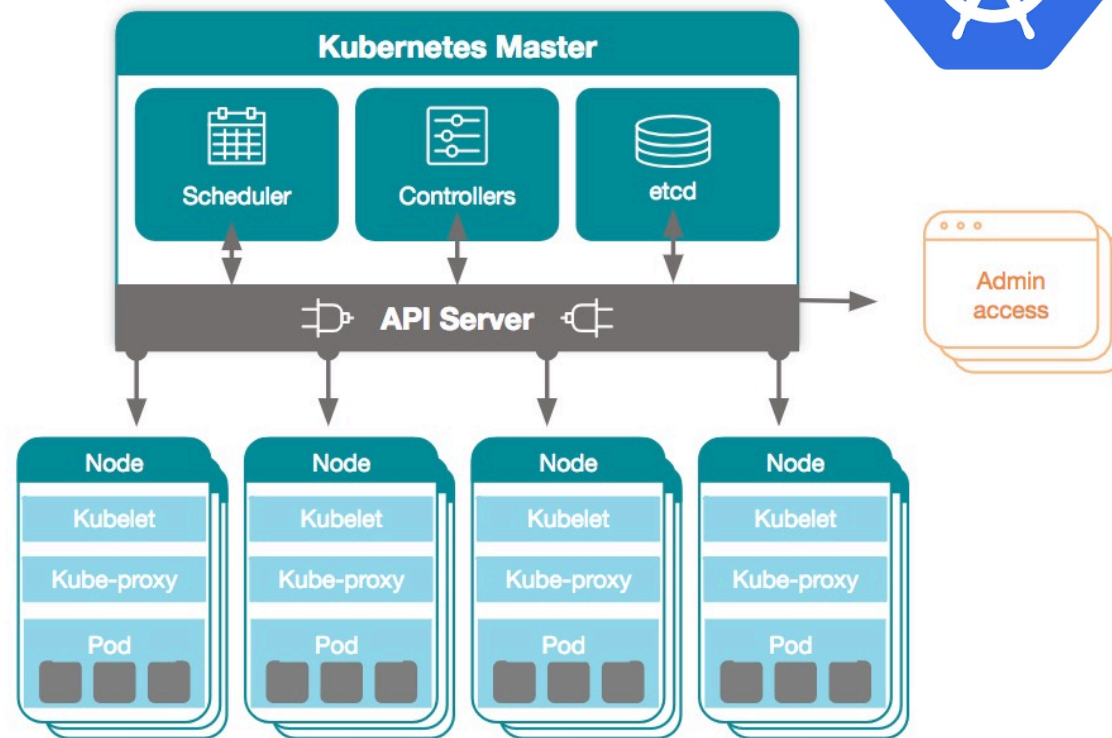 Kubernetes Master
Scheduler
Controllers
etcd
API Server
Admin
access
Node
Kubelet
Kube-proxy
Pod
Node
Kubelet
Kube-proxy
Pod
Node
Kubelet
Kube-proxy
Pod
Node
Kubelet
Kube-proxy
Pod